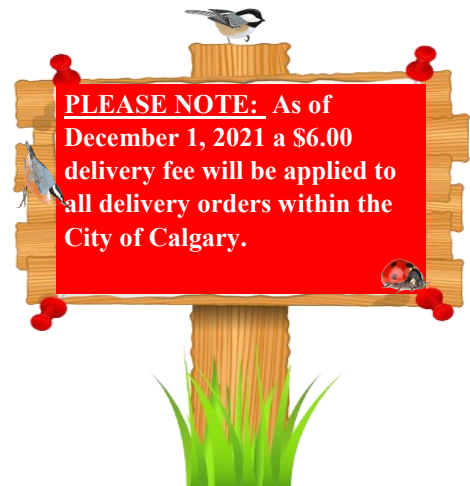 PLEASE NOTE: As of
December 1, 2021 a $6.00
delivery fee will be applied to
all delivery orders within the
City of Calgary.